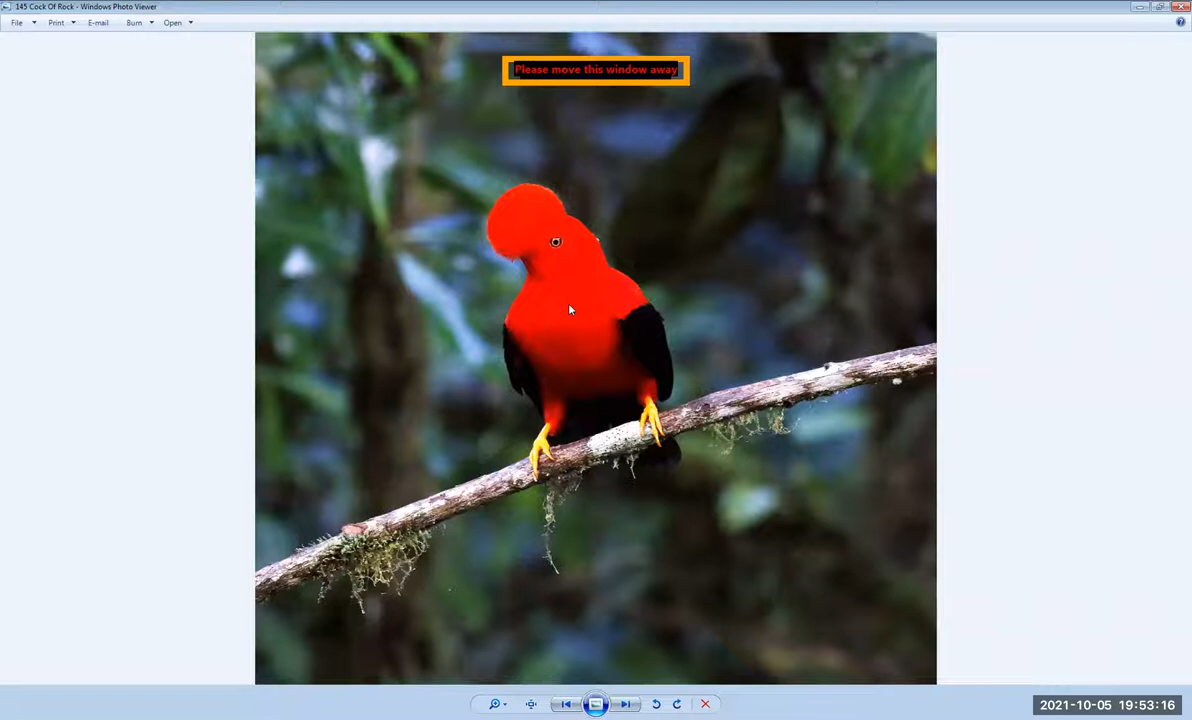 145 Cock Of Rock - Windows Photo Viewer
File Print E-mail Burn Open
Please move this window away
2021-10-05 19:53:16